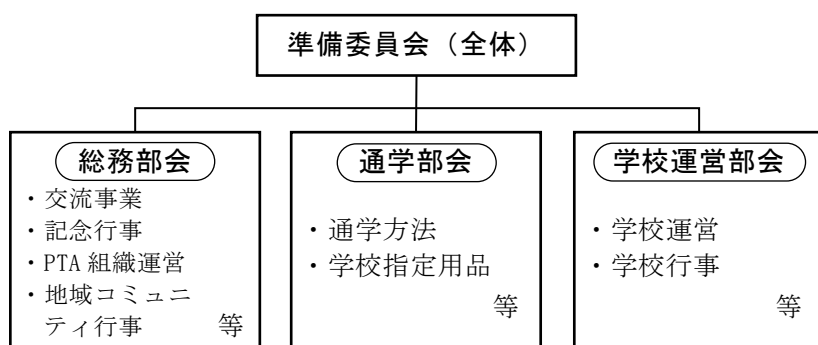 準備委員会（全体）
総務部会
・交流事業
・記念行事
・PTA 組織運営
・地域コミュニ
ティ行事 等
通学部会
・通学方法
・学校指定用品
等
学校運営部会
・学校運営
・学校行事
等